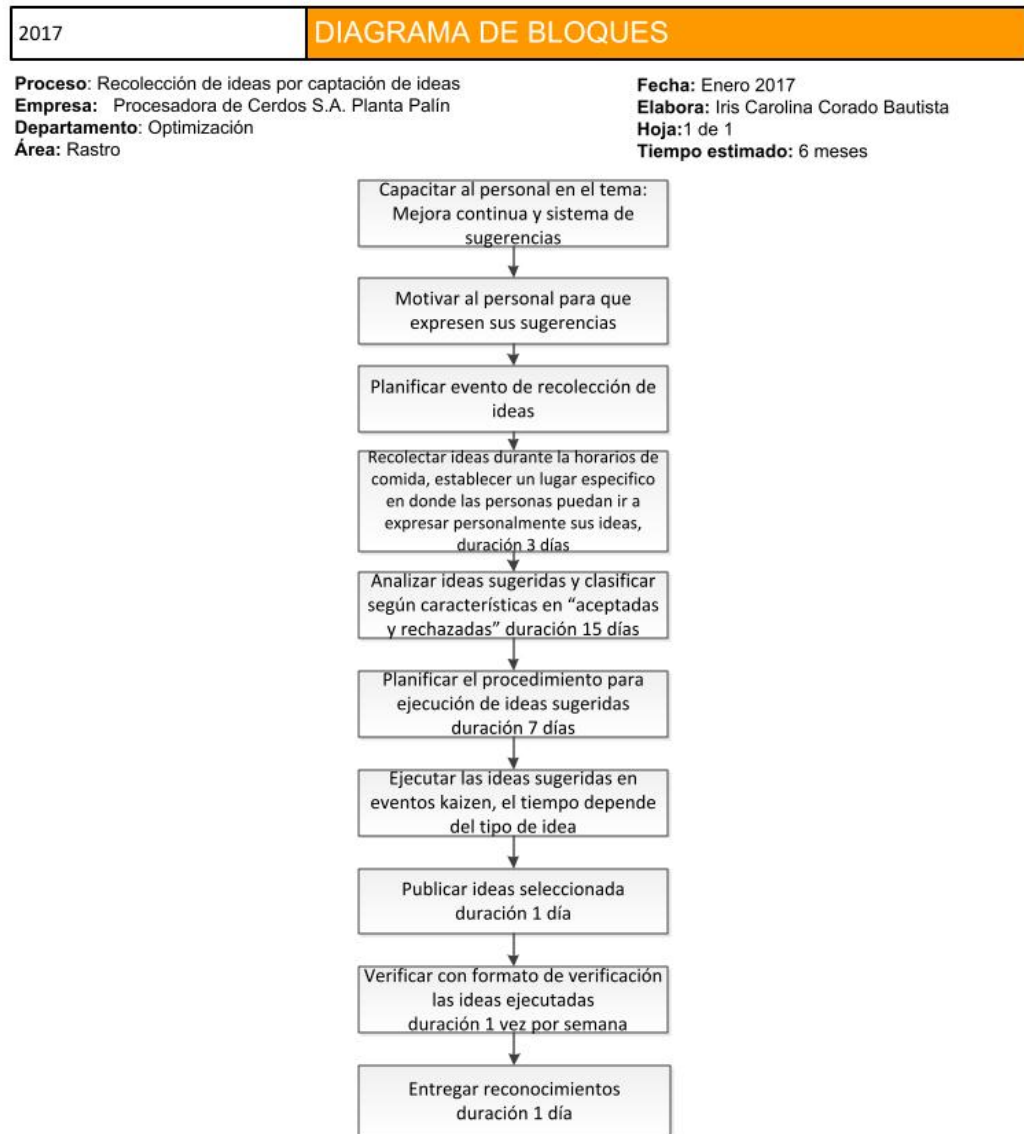 2017
DIAGRAMA DE BLOQUES
Proceso: Recolección de ideas por captación de ideas
Empresa: Procesadora de Cerdos S.A. Planta Palín
Departamento: Optimización
Área: Rastro
Fecha: Enero 2017
Elabora: Iris Carolina Corado Bautista
Hoja:1 de 1
Tiempo estimado: 6 meses
Capacitar al personal en el tema:
Mejora continua y sistema de
sugerencias
Motivar al personal para que
expresen sus sugerencias
Planificar evento de recolección de
ideas
Recolectar ideas durante la horarios de
comida, establecer un lugar especifico
en donde las personas puedan ir a
expresar personalmente sus ideas,
duración 3 días
Analizar ideas sugeridas y clasificar
según características en “aceptadas
y rechazadas” duración 15 días
Planificar el procedimiento para
ejecución de ideas sugeridas
duración 7 días
Ejecutar las ideas sugeridas en
eventos kaizen, el tiempo depende
del tipo de idea
Publicar ideas seleccionada
duración 1 día
Verificar con formato de verificación
las ideas ejecutadas
duración 1 vez por semana
Entregar reconocimientos
duración 1 día